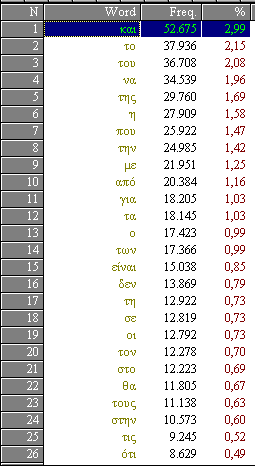 N Word Freq. %
1 και 52.675 2,99
2 το 37.936 2,15
3 του 36.708 2,08
4 να 34.539 1,96
5 της 29.760 1,69
6 η 27.909 1,58
7 που 25.922 1,47
8 την 24.985 1,42
9 με 21.951 1,25
10 από 20.384 1,16
11 για 18.205 1,03
12 τα 18.145 1,03
13 ο 17.423 0,99
14 των 17.366 0,99
15 είναι 15.038 0,85
16 δεν 13.869 0,79
17 τη 12.922 0,73
18 σε 12.819 0,73
19 οι 12.792 0,73
20 τον 12.278 0,70
21 στο 12.223 0,69
22 θα 11.805 0,67
23 τους 11.138 0,63
24 στην 10.573 0,60
25 τις 9.245 0,52
26 ότι 8.629 0,49